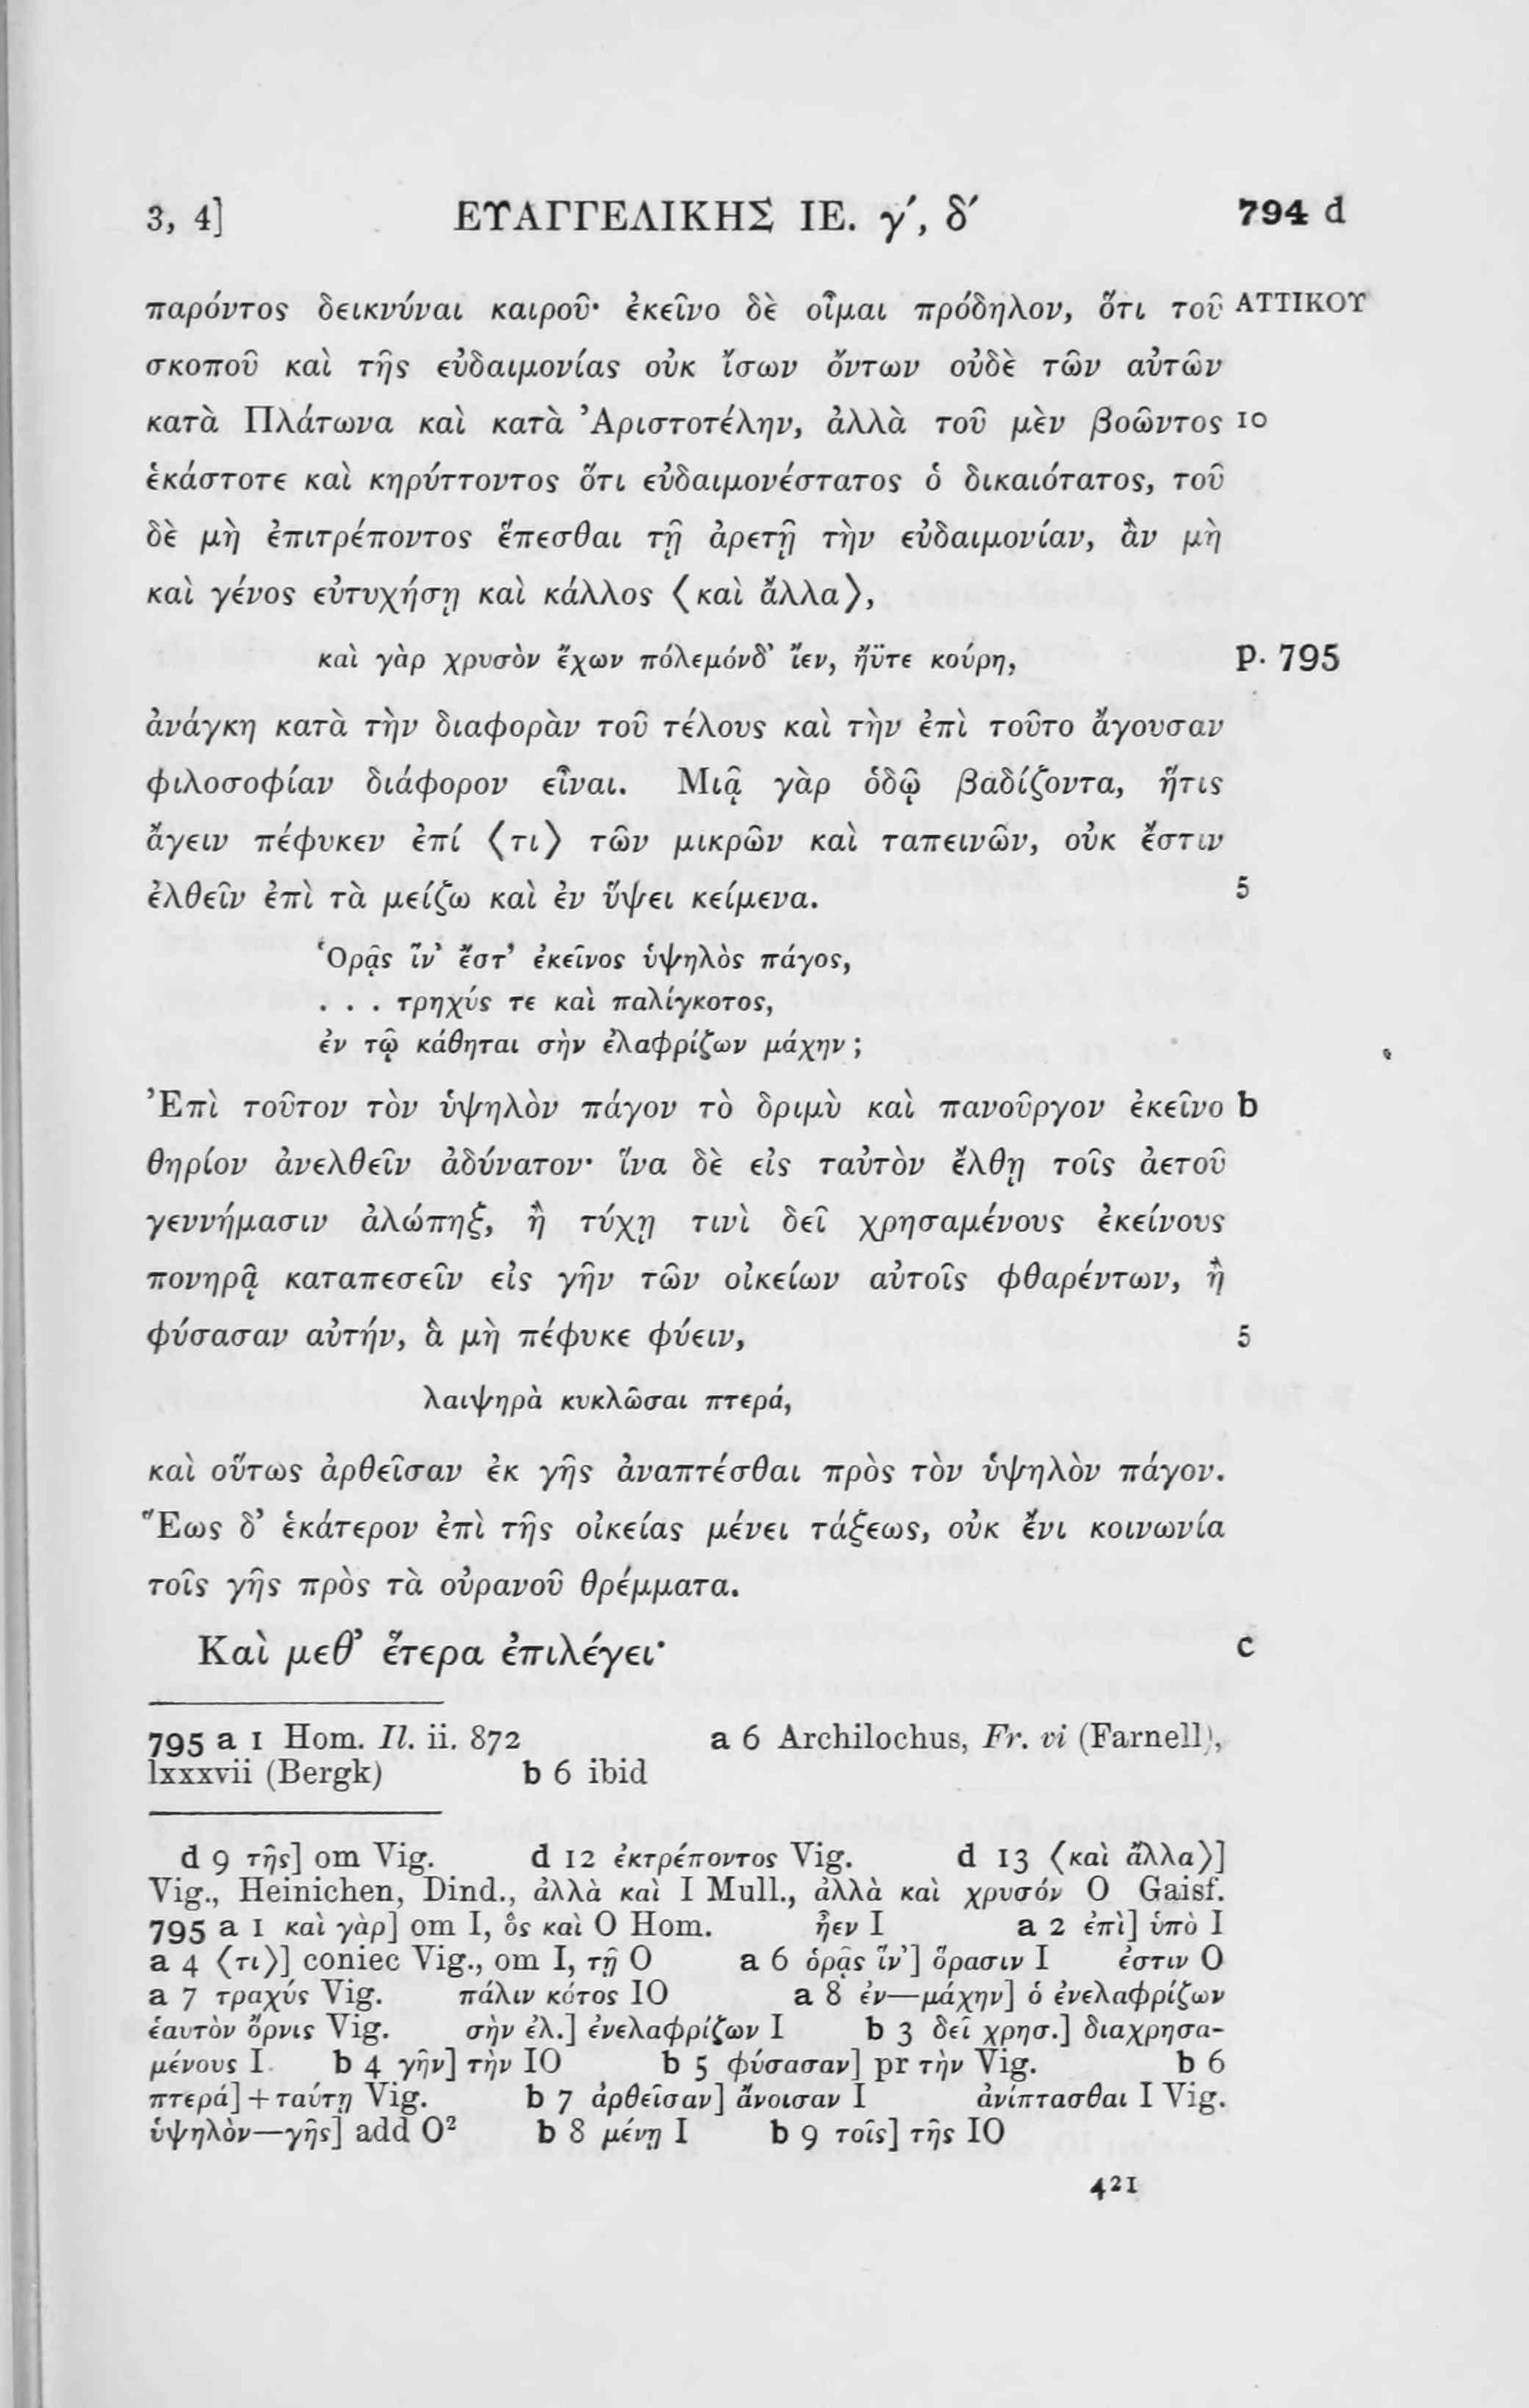 3, 4] ΕΥΑΓΓΕΛΙΚΗΣ ΙΕ. γ′, δ′ 794 d
παρόντος δεικνύναι καιροῦ· ἐκεῖνο δὲ οἶμαι πρόδηλον, ὅτι τοῦ ΑΤΤΙΚΟΥ
σκοποῦ καὶ τῆς εὐδαιμονίας οὐκ ἴσων ὄντων οὐδὲ τῶν αὐτῶν
κατὰ Πλάτωνα καὶ κατὰ Ἀριστοτέλην, ἀλλὰ τοῦ μὲν βοῶντος 10
ἑκάστοτε καὶ κηρύττοντος ὅτι εὐδαιμονέστατος ὁ δικαιότατος, τοῦ
δὲ μὴ ἐπιτρέποντος ἕπεσθαι τῇ ἀρετῇ τὴν εὐδαιμονίαν, ἂν μὴ
καὶ γένος εὐτυχήσῃ καὶ κάλλος ⟨καὶ ἄλλα⟩,
καὶ γὰρ χρυσὸν ἔχων πόλεμόνδ’ ἴεν, ἠΰτε κούρη, p. 795
ἀνάγκη κατὰ τὴν διαφορὰν τοῦ τέλους καὶ τὴν ἐπὶ τοῦτο ἄγουσαν
φιλοσοφίαν διάφορον εἶναι. Μιᾷ γὰρ ὁδῷ βαδίζοντα, ἥτις
ἄγειν πέφυκεν ἐπί ⟨τι⟩ τῶν μικρῶν καὶ ταπεινῶν, οὐκ ἔστιν
ἐλθεῖν ἐπὶ τὰ μείζω καὶ ἐν ὕψει κείμενα. 5
Ὁρᾷς ἵν’ ἔστ’ ἐκεῖνος ὑψηλὸς πάγος,
. . . τρηχύς τε καὶ παλίγκοτος,
ἐν τῷ κάθηται σὴν ἐλαφρίζων μάχην;
Ἐπὶ τοῦτον τὸν ὑψηλὸν πάγον τὸ δριμὺ καὶ πανοῦργον ἐκεῖνο b
θηρίον ἀνελθεῖν ἀδύνατον· ἵνα δὲ εἰς ταὐτὸν ἔλθῃ τοῖς ἀετοῦ
γεννήμασιν ἀλώπηξ, ἢ τύχῃ τινὶ δεῖ χρησαμένους ἐκείνους
πονηρᾷ καταπεσεῖν εἰς γῆν τῶν οἰκείων αὐτοῖς φθαρέντων, ἢ
φύσασαν αὐτήν, ἃ μὴ πέφυκε φύειν, 5
λαιψηρὰ κυκλῶσαι πτερά,
καὶ οὕτως ἀρθεῖσαν ἐκ γῆς ἀναπτέσθαι πρὸς τὸν ὑψηλὸν πάγον.
Ἕως δ’ ἑκάτερον ἐπὶ τῆς οἰκείας μένει τάξεως, οὐκ ἔνι κοινωνία
τοῖς γῆς πρὸς τὰ οὐρανοῦ θρέμματα.
Καὶ μεθ’ ἕτερα ἐπιλέγει· c
795 a 1 Hom. Il. ii. 872 a 6 Archilochus, Fr. vi (Farnell),
lxxxvii (Bergk) b 6 ibid
d 9 τῆς] om Vig. d 12 ἐκτρέποντος Vig. d 13 ⟨καὶ ἄλλα⟩]
Vig., Heinichen, Dind., ἀλλὰ καὶ I Mull., ἀλλὰ καὶ χρυσόν O Gaisf.
795 a 1 καὶ γὰρ] om I, ὃς καὶ O Hom. ἦεν I a 2 ἐπὶ] ὑπὸ I
a 4 ⟨τι⟩] coniec Vig., om I, τῇ O a 6 ὁρᾷς ἵν’] ὅρασιν I ἐστιν O
a 7 τραχύς Vig. πάλιν κότος IO a 8 ἐν—μάχην] ὁ ἐνελαφρίζων
ἑαυτὸν ὄρνις Vig. σὴν ἐλ.] ἐνελαφρίζων I b 3 δεῖ χρησ.] διαχρησα-
μένους I b 4 γῆν] τὴν IO b 5 φύσασαν] pr τὴν Vig. b 6
πτερά] + ταύτῃ Vig. b 7 ἀρθεῖσαν] ἄνοισαν I ἀνίπτασθαι I Vig.
ὑψηλὸν—γῆς] add O² b 8 μένῃ I b 9 τοῖς] τῆς IO
421